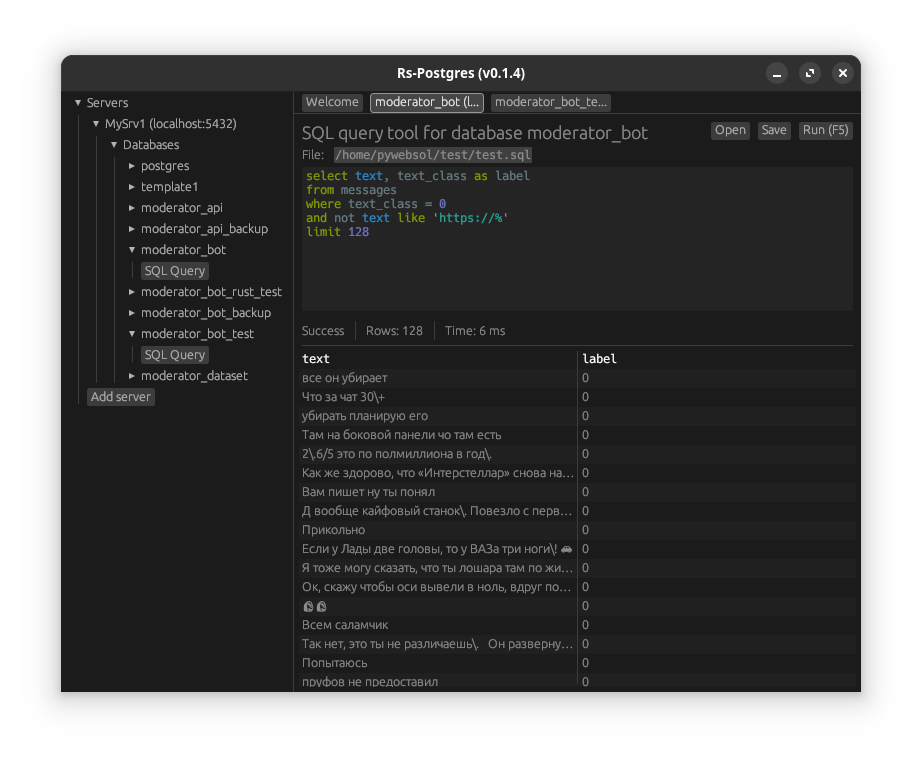 Rs-Postgres (v0.1.4)
Servers
MySrv1 (localhost:5432)
Databases
postgres
template1
moderator_api
moderator_api_backup
moderator_bot
SQL Query
moderator_bot_rust_test
moderator_bot_backup
moderator_bot_test
SQL Query
moderator_dataset
Add server
Welcome moderator_bot (l... moderator_bot_te...
SQL query tool for database moderator_bot Open Save Run (F5)
File: /home/pywebsol/test/test.sql
select text, text_class as label
from messages
where text_class = 0
and not text like 'https://%'
limit 128
Success Rows: 128 Time: 6 ms
text label
все он убирает 0
Что за чат 30\+ 0
убирать планирую его 0
Там на боковой панели чо там есть 0
2\.6/5 это по полмиллиона в год\. 0
Как же здорово, что «Интерстеллар» снова на... 0
Вам пишет ну ты понял 0
Д вообще кайфовый станок\. Повезло с перв... 0
Прикольно 0
Если у Лады две головы, то у ВАЗа три ноги\! 🚗 0
Я тоже могу сказать, что ты лошара там по жи... 0
Ок, скажу чтобы оси вывели в ноль, вдруг по... 0
0
Всем саламчик 0
Так нет, это ты не различаешь\. Он разверну... 0
Попытаюсь 0
пруфов не предоставил 0